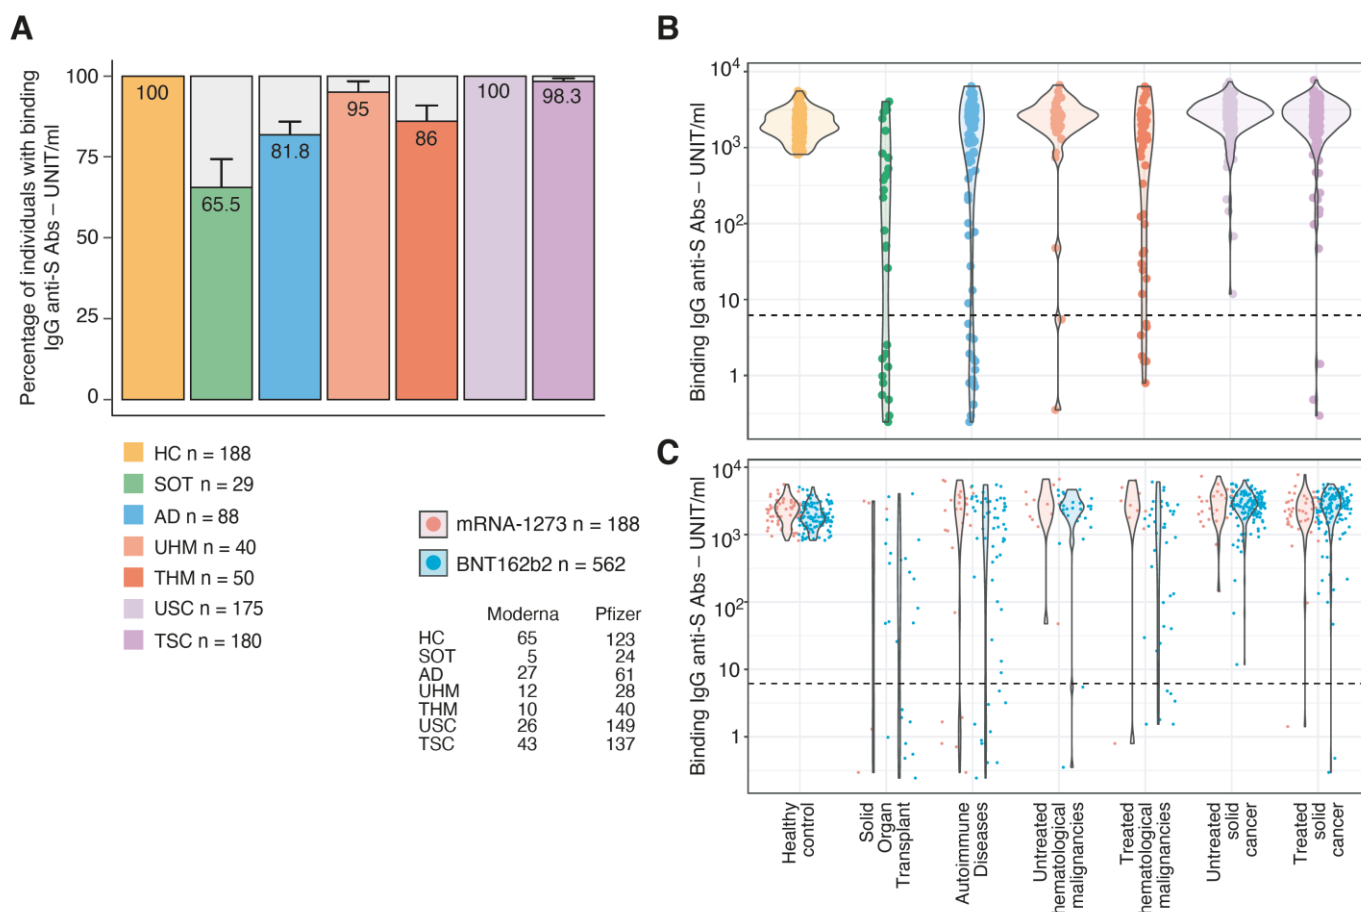 A
Percentage of individuals with binding
IgG anti-S Abs – UNIT/ml
100
75
50
25
0
100
65.5
81.8
95
86
100
98.3
HC n = 188
SOT n = 29
AD n = 88
UHM n = 40
THM n = 50
USC n = 175
TSC n = 180
mRNA-1273 n = 188
BNT162b2 n = 562
Moderna Pfizer
HC 65 123
SOT 5 24
AD 27 61
UHM 12 28
THM 10 40
USC 26 149
TSC 43 137
B
Binding IgG anti-S Abs – UNIT/ml
10⁴
10³
10²
10
1
C
Binding IgG anti-S Abs – UNIT/ml
10⁴
10³
10²
10
1
Healthy
control
Solid
Organ
Transplant
Autoimmune
Diseases
Untreated
hematological
malignancies
Treated
hematological
malignancies
Untreated
solid
cancer
Treated
solid
cancer